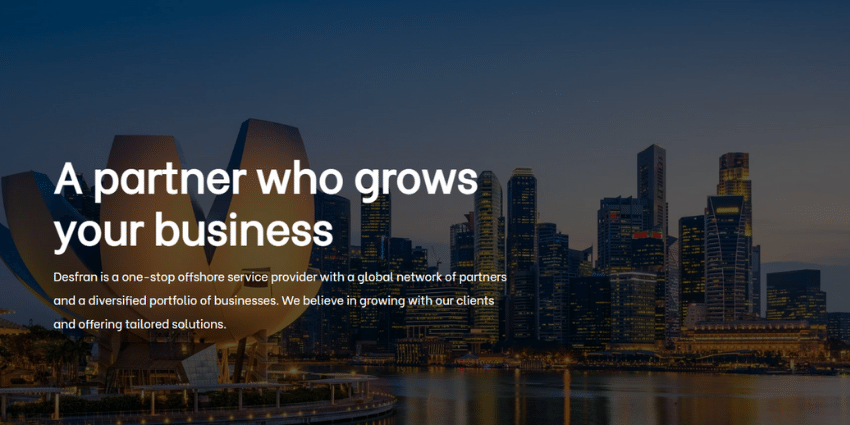 A partner who grows
your business
Desfran is a one-stop offshore service provider with a global network of partners
and a diversified portfolio of businesses. We believe in growing with our clients
and offering tailored solutions.